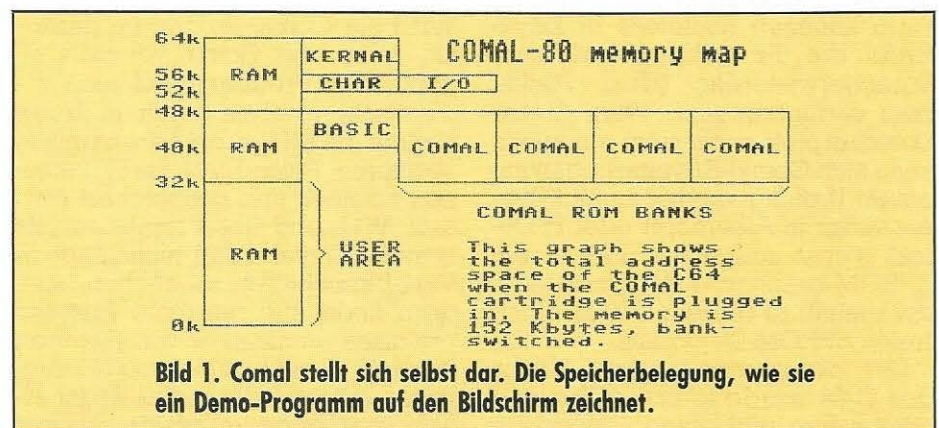 64k
KERNAL
COMAL-80 memory map
56k
RAM
CHAR
I/O
52k
48k
BASIC
40k
RAM
COMAL
COMAL
COMAL
COMAL
32k
COMAL ROM BANKS
RAM
USER
AREA
This graph shows
the total address
space of the C64
when the COMAL
cartridge is plugged
in. The memory is
152 Kbytes, bank-
switched.
0k
Bild 1. Comal stellt sich selbst dar. Die Speicherbelegung, wie sie
ein Demo-Programm auf den Bildschirm zeichnet.